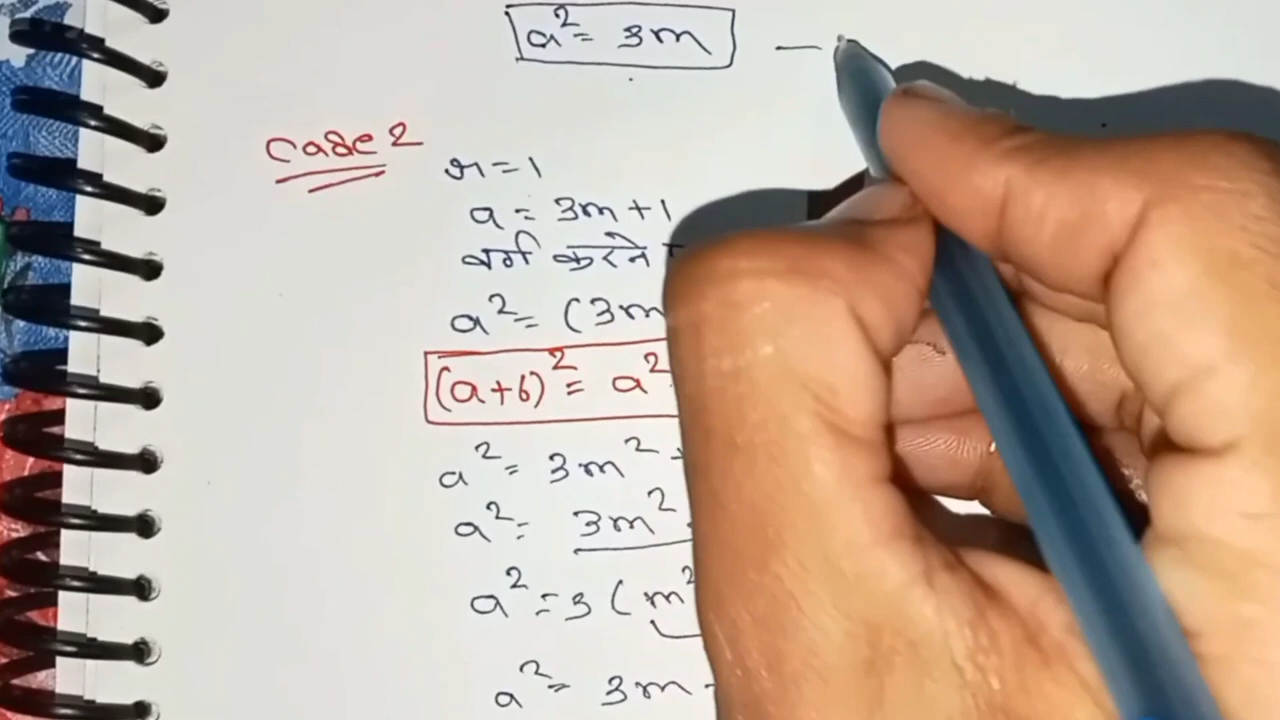 a² = 3m —
Case 2
r = 1
a = 3m + 1
वर्ग करने
a² = (3m
(a+b)² = a²
a² = 3m²
a² = 3m²
a² = 3 (m²
a² = 3m